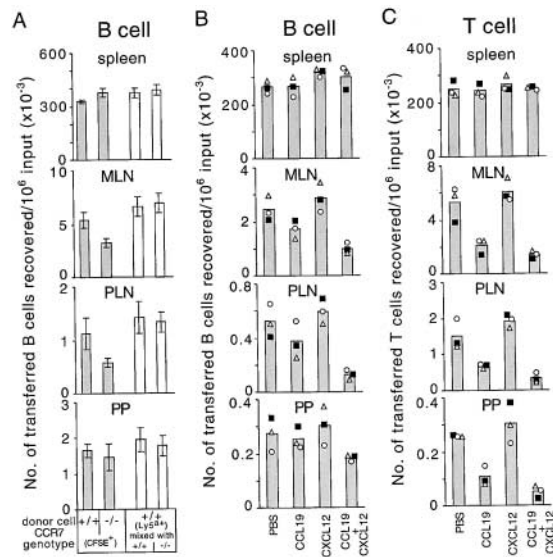 A
B
C
B cell
B cell
T cell
spleen
spleen
spleen
No. of transferred B cells recovered/10⁶ input (x10⁻³)
600
300
0
MLN
10
5
0
PLN
2
1
0
PP
3
2
1
0
donor cell
CCR7
genotype
+/+ -/-
(CFSE⁺)
+/+
(Ly5ᵃ⁺)
mixed with
+/+ -/-
No. of transferred B cells recovered/10⁶ input (x10⁻³)
400
200
0
MLN
4
2
0
PLN
0.8
0.4
0
PP
0.4
0.2
0
PBS
CCL19
CXCL12
CCL19
+
CXCL12
No. of transferred T cells recovered/10⁶ input (x10⁻³)
400
200
0
MLN
6
4
2
0
PLN
3
2
1
0
PP
0.4
0.2
0
PBS
CCL19
CXCL12
CCL19
+ CXCL12